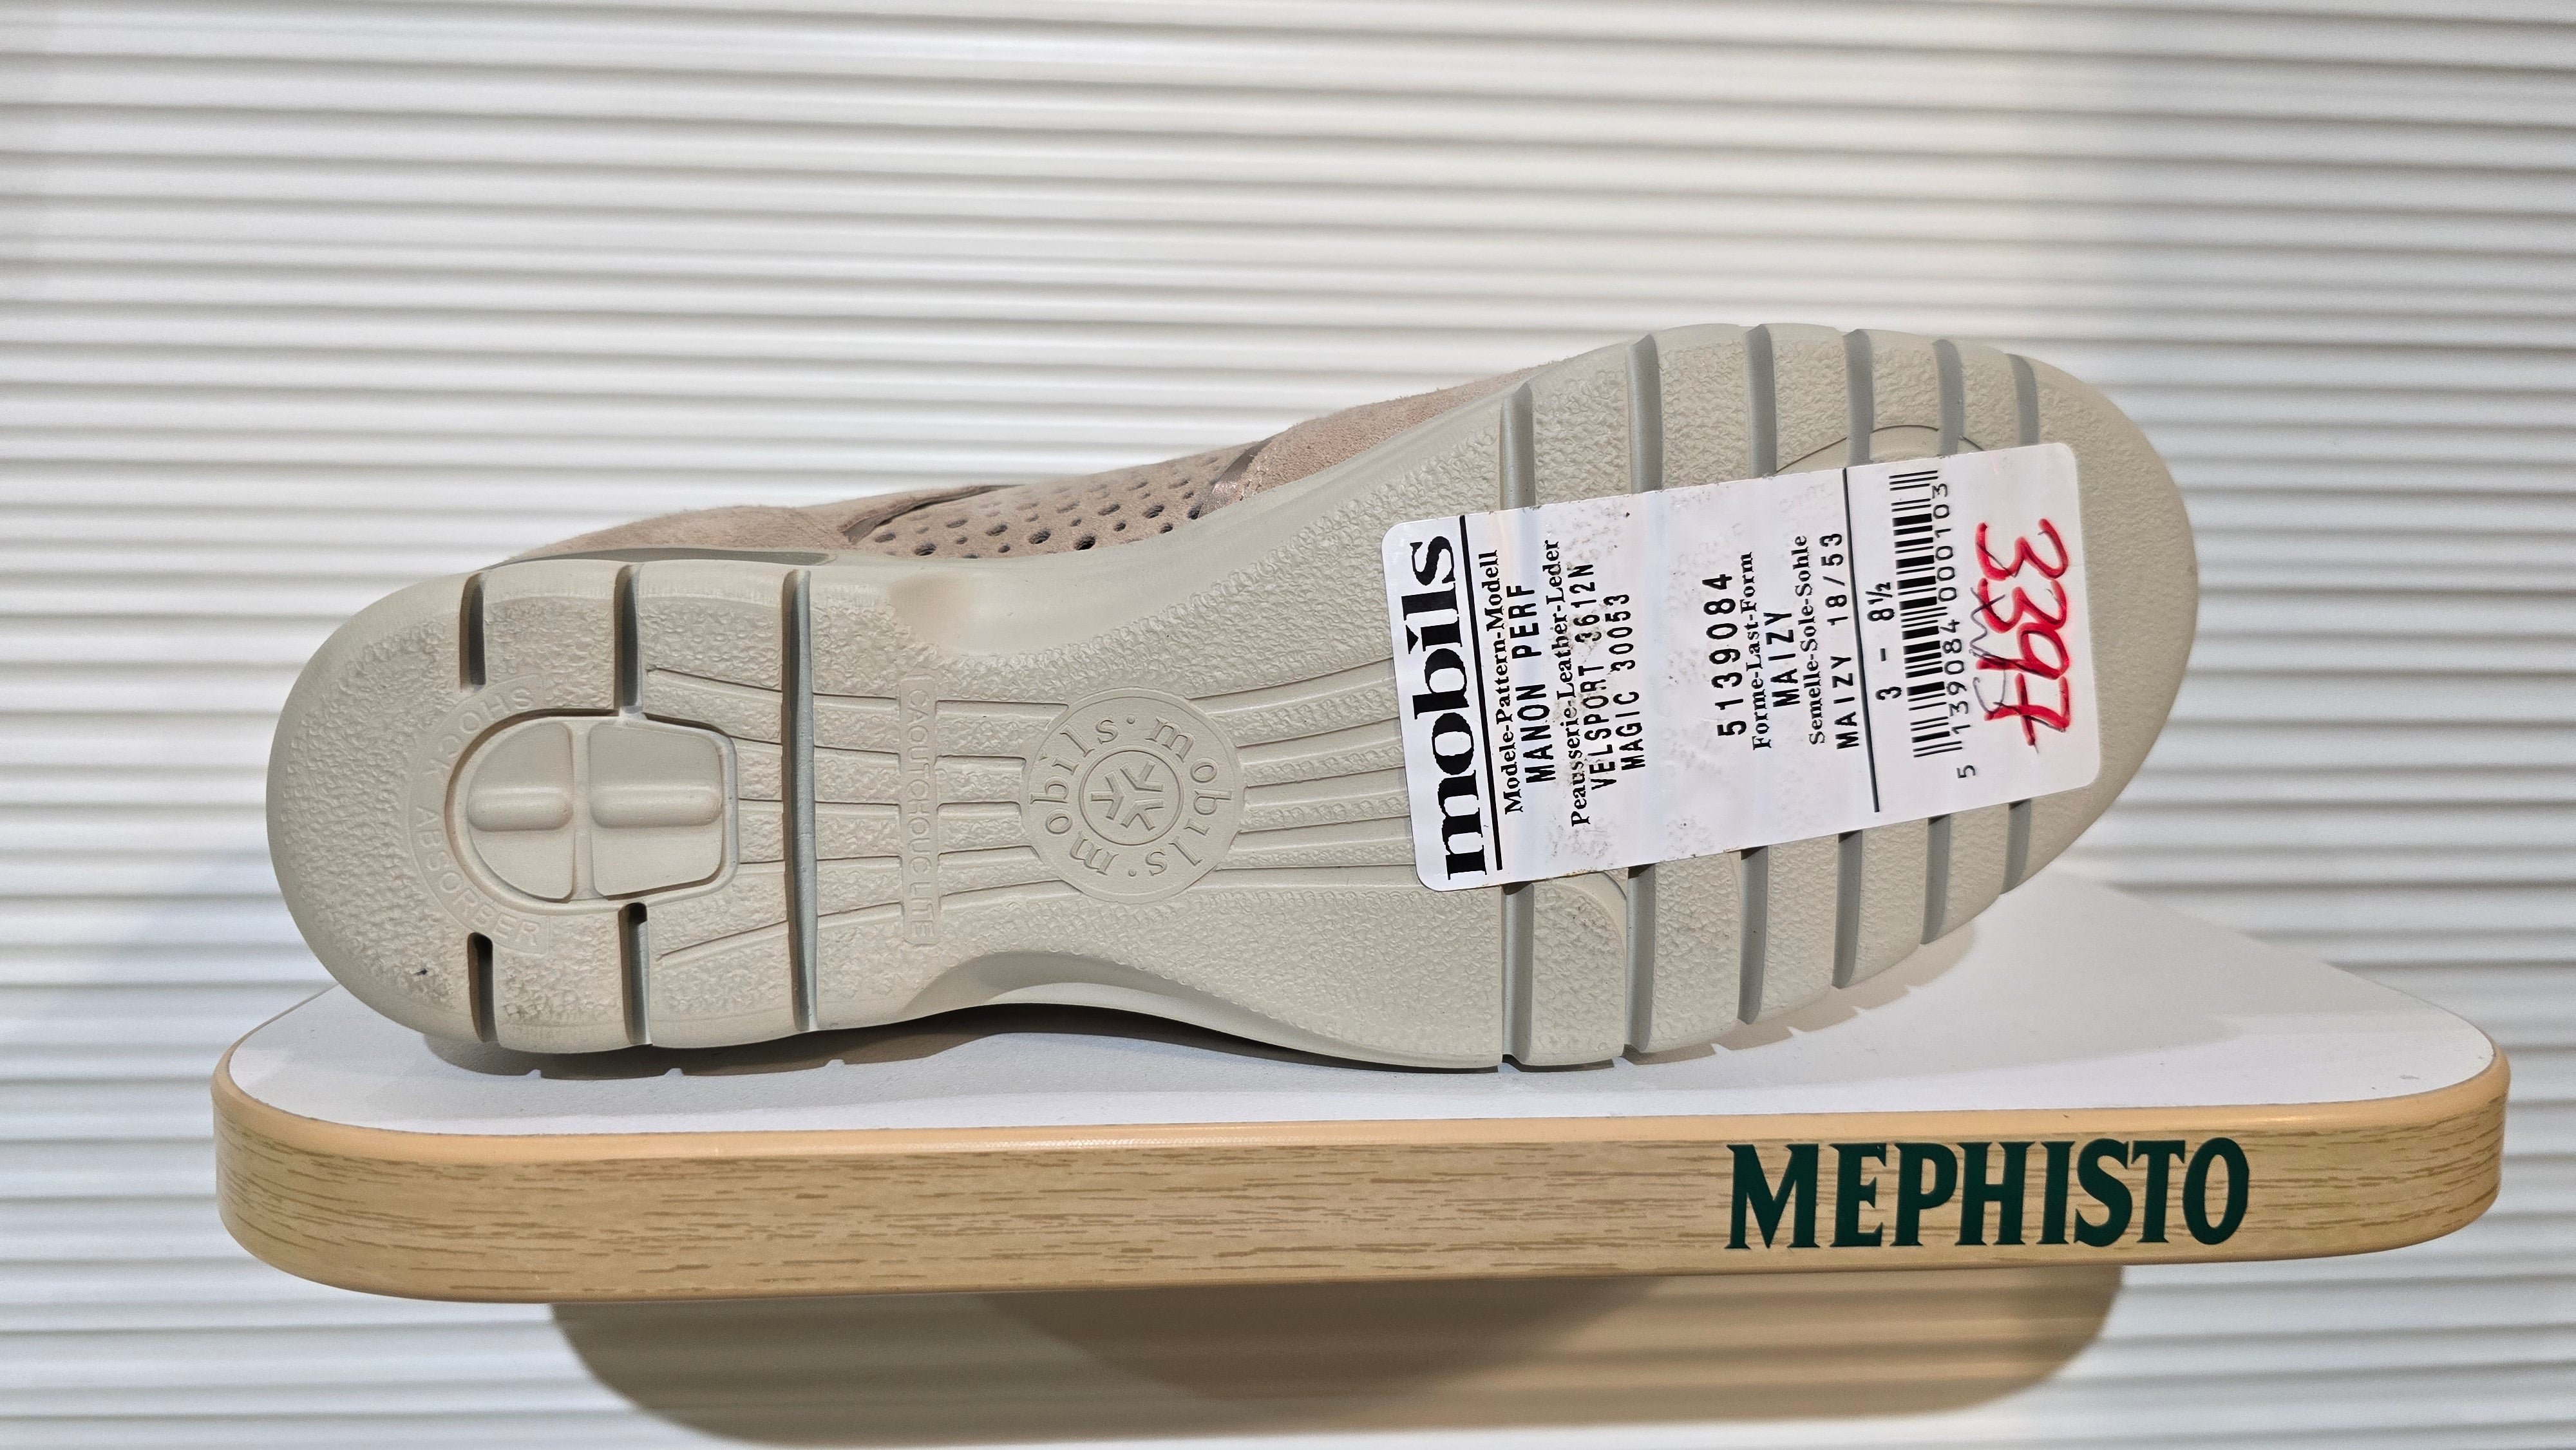 mobils
Modele-Pattern-Modell
MANON PERF
Peausserie-Leather-Leder
VELSPORT 3612N
MAGIC 30053
5139084
Forme-Last-Form
MAIZY
Semelle-Sole-Sohle
MAIZY 18/53
3 - 8½
5 139084 000103
3397
SHOCK ABSORBER
CAOUTCHOUC LITE
mobils · mobils ·
MEPHISTO